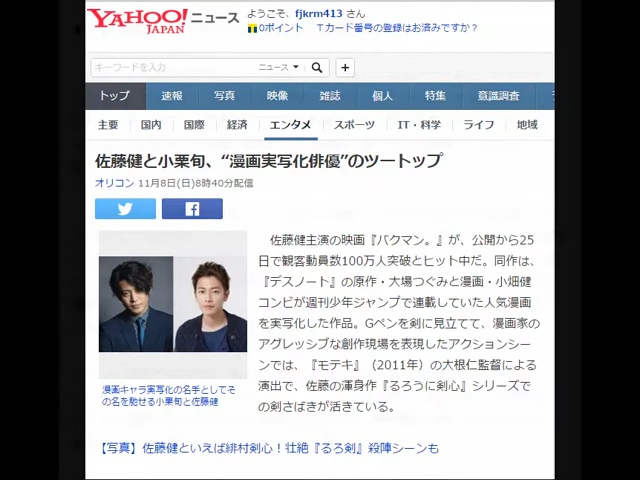 YAHOO! JAPAN ニュース
ようこそ、fjkrm413 さん
0ポイント Tカード番号の登録はお済みですか？
キーワードを入力 ニュース
トップ 速報 写真 映像 雑誌 個人 特集 意識調査
主要 国内 国際 経済 エンタメ スポーツ IT・科学 ライフ 地域
佐藤健と小栗旬、“漫画実写化俳優”のツートップ
オリコン 11月8日(日)8時40分配信
佐藤健主演の映画『バクマン。』が、公開から25
日で観客動員数100万人突破とヒット中だ。同作は、
『デスノート』の原作・大場つぐみと漫画・小畑健
コンビが週刊少年ジャンプで連載していた人気漫画
を実写化した作品。Gペンを剣に見立てて、漫画家の
アグレッシブな創作現場を表現したアクションシー
ンでは、『モテキ』（2011年）の大根仁監督による
演出で、佐藤の渾身作『るろうに剣心』シリーズで
の剣さばきが活きている。
漫画キャラ実写化の名手としてそ
の名を馳せる小栗旬と佐藤健
【写真】佐藤健といえば緋村剣心！壮絶『るろ剣』殺陣シーンも